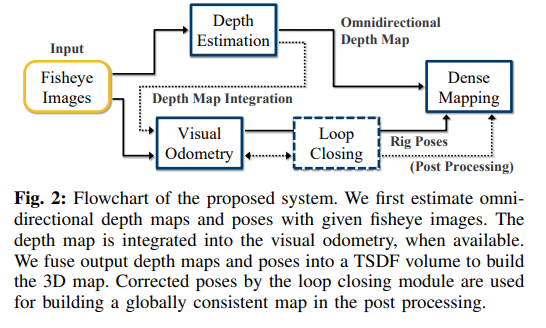 Input
Fisheye
Images
Depth
Estimation
Omnidirectional
Depth Map
Dense
Mapping
Depth Map Integration
Visual
Odometry
Loop
Closing
Rig Poses
(Post Processing)
Fig. 2: Flowchart of the proposed system. We first estimate omni-
directional depth maps and poses with given fisheye images. The
depth map is integrated into the visual odometry, when available.
We fuse output depth maps and poses into a TSDF volume to build
the 3D map. Corrected poses by the loop closing module are used
for building a globally consistent map in the post processing.